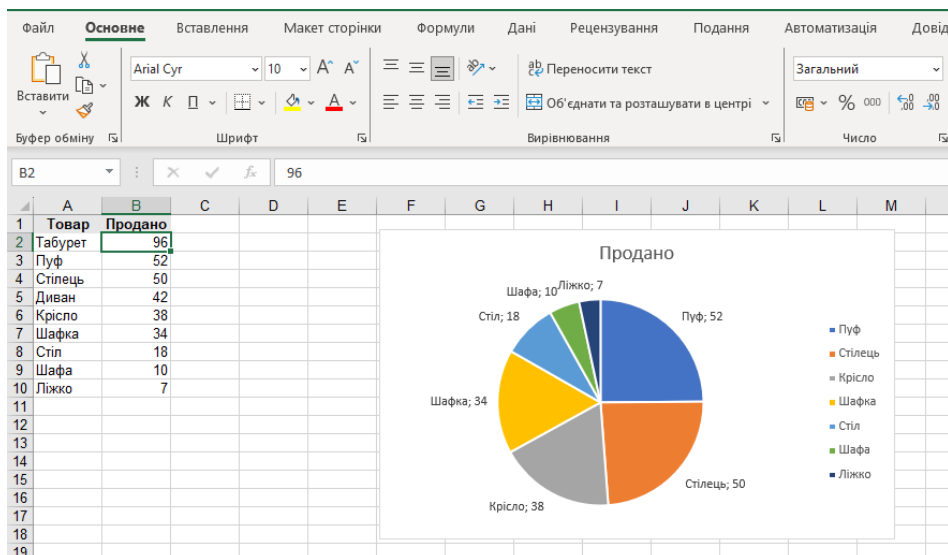 Файл Основне Вставлення Макет сторінки Формули Дані Рецензування Подання Автоматизація Довід
Вставити
Arial Cyr 10 A^ A˅
Ж К П A
ab Переносити текст
Об'єднати та розташувати в центрі
Загальний
% 000
Буфер обміну Шрифт Вирівнювання Число
B2 fx 96
A B C D E F G H I J K L M
1 Товар Продано
2 Табурет 96
3 Пуф 52
4 Стілець 50
5 Диван 42
6 Крісло 38
7 Шафка 34
8 Стіл 18
9 Шафа 10
10 Ліжко 7
11
12
13
14
15
16
17
18
19
Продано
Шафа; 10
Ліжко; 7
Стіл; 18
Пуф; 52
Шафка; 34
Стілець; 50
Крісло; 38
Пуф
Стілець
Крісло
Шафка
Стіл
Шафа
Ліжко